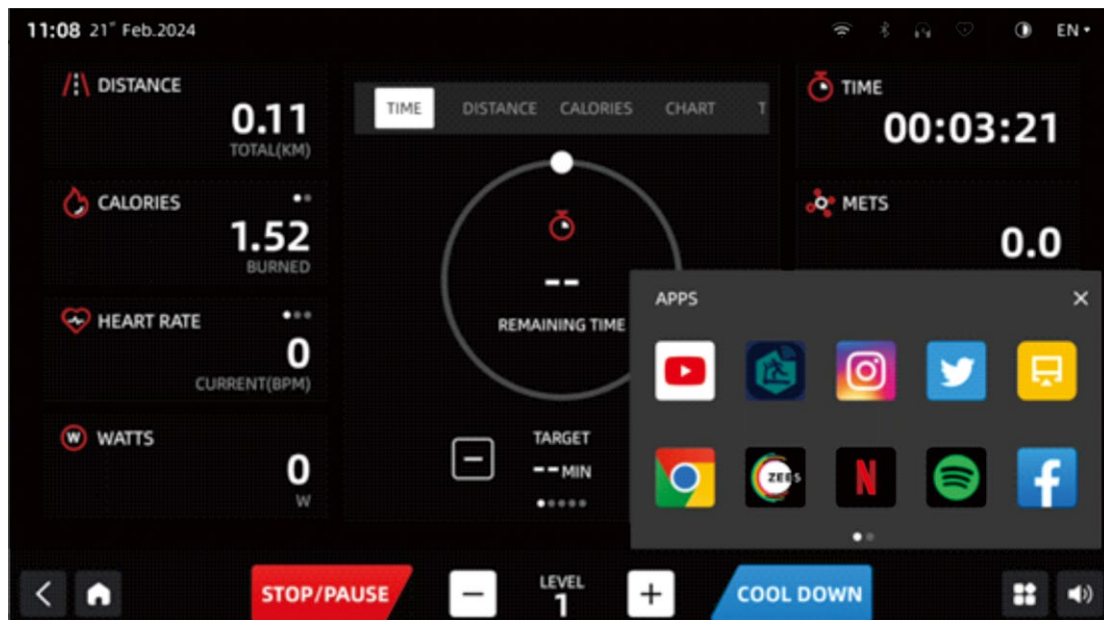 11:08 21" Feb.2024
EN
DISTANCE
0.11
TOTAL(KM)
CALORIES
1.52
BURNED
HEART RATE
0
CURRENT(BPM)
W WATTS
0
W
TIME DISTANCE CALORIES CHART T
--
REMAINING TIME
TARGET
--MIN
TIME
00:03:21
METS
0.0
APPS
ZEE5
N
f
STOP/PAUSE
LEVEL
1
COOL DOWN